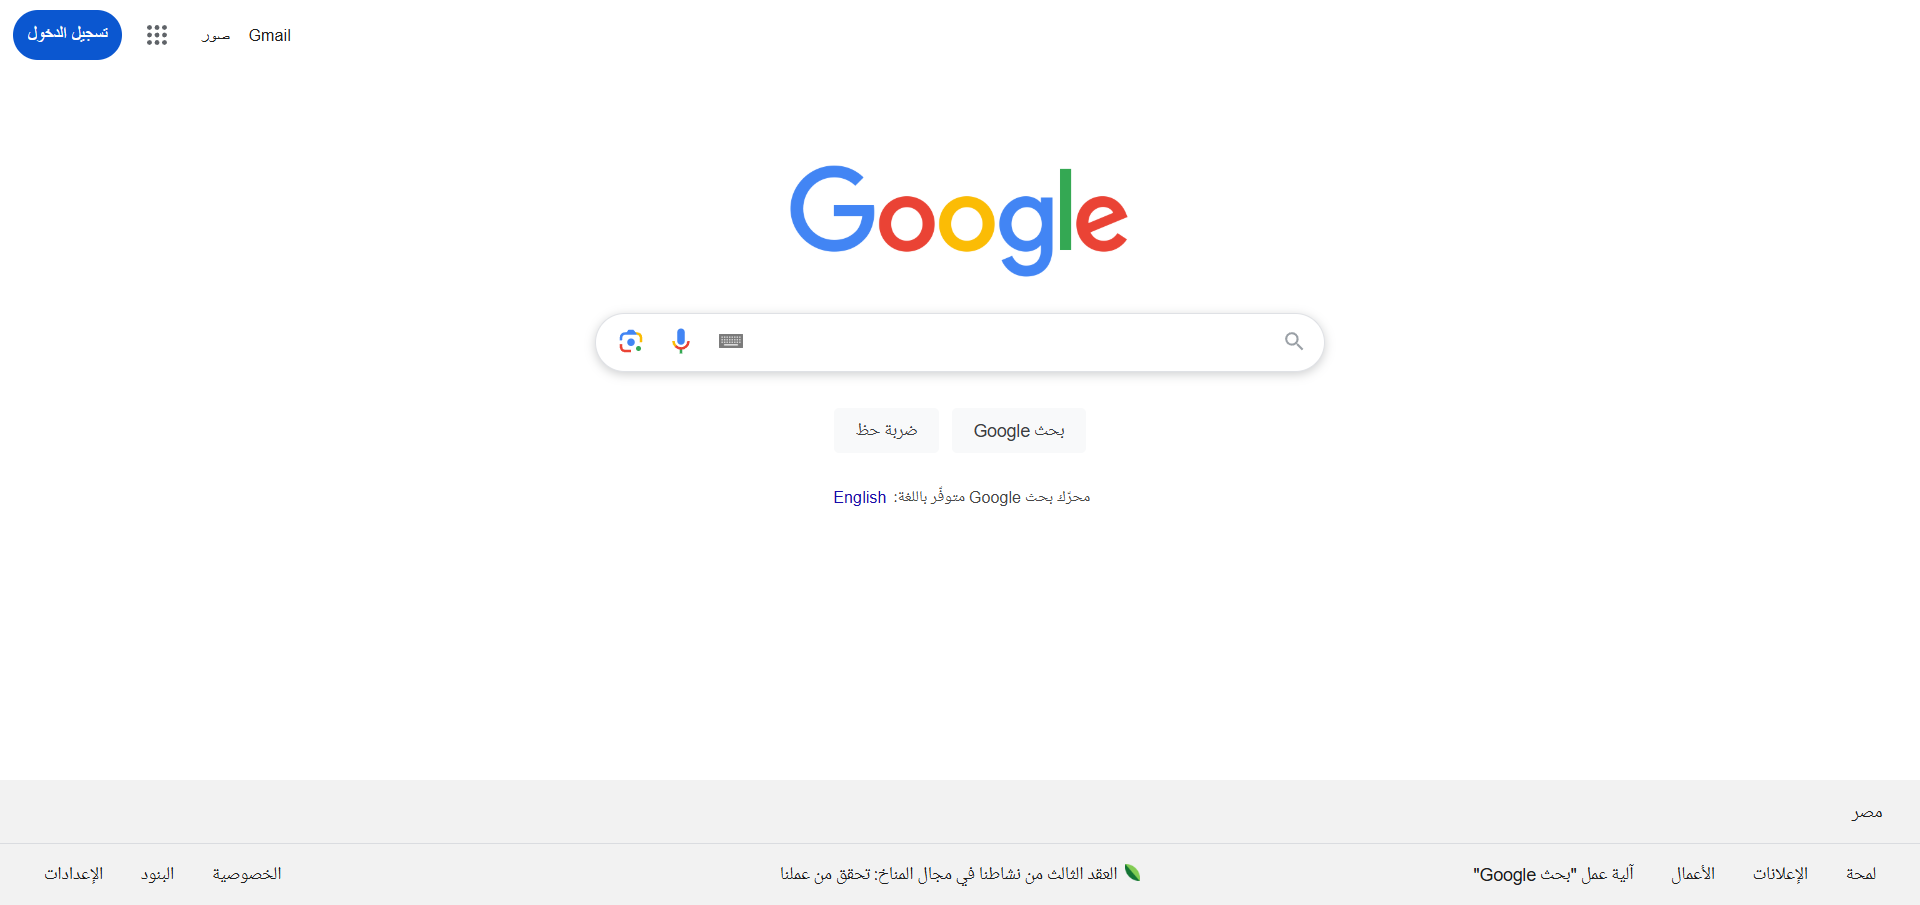 Gmail صور تسجيل الدخول
Google
بحث Google ضربة حظ
محرّك بحث Google متوفّر باللغة: English
مصر
لمحة الإعلانات الأعمال آلية عمل "بحث Google" العقد الثالث من نشاطنا في مجال المناخ: تحقق من عملنا الخصوصية البنود الإعدادات